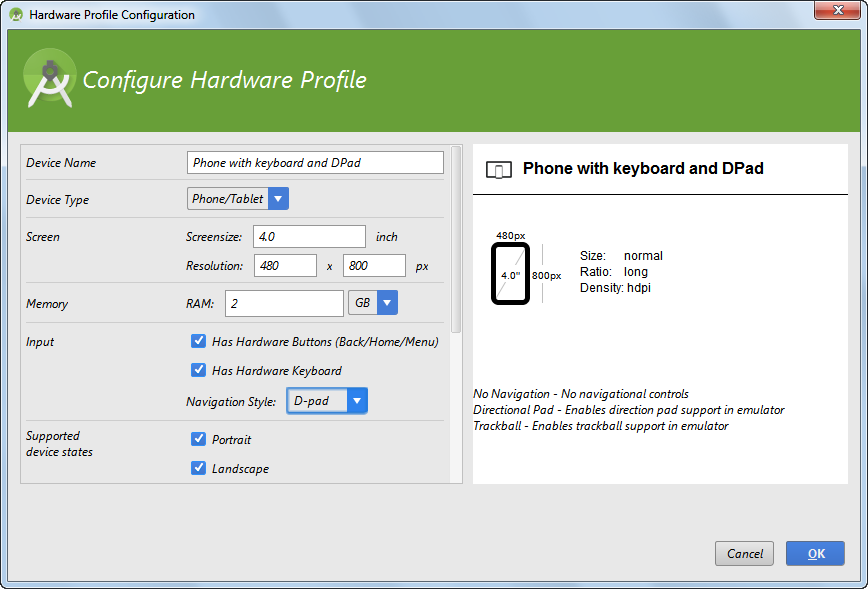 Hardware Profile Configuration
Configure Hardware Profile
Device Name Phone with keyboard and DPad
Device Type Phone/Tablet
Screen Screensize: 4.0 inch
Resolution: 480 x 800 px
Memory RAM: 2 GB
Input Has Hardware Buttons (Back/Home/Menu)
Has Hardware Keyboard
Navigation Style: D-pad
Supported
device states
Portrait
Landscape
Phone with keyboard and DPad
480px
4.0" 800px
Size: normal
Ratio: long
Density: hdpi
No Navigation - No navigational controls
Directional Pad - Enables direction pad support in emulator
Trackball - Enables trackball support in emulator
Cancel OK